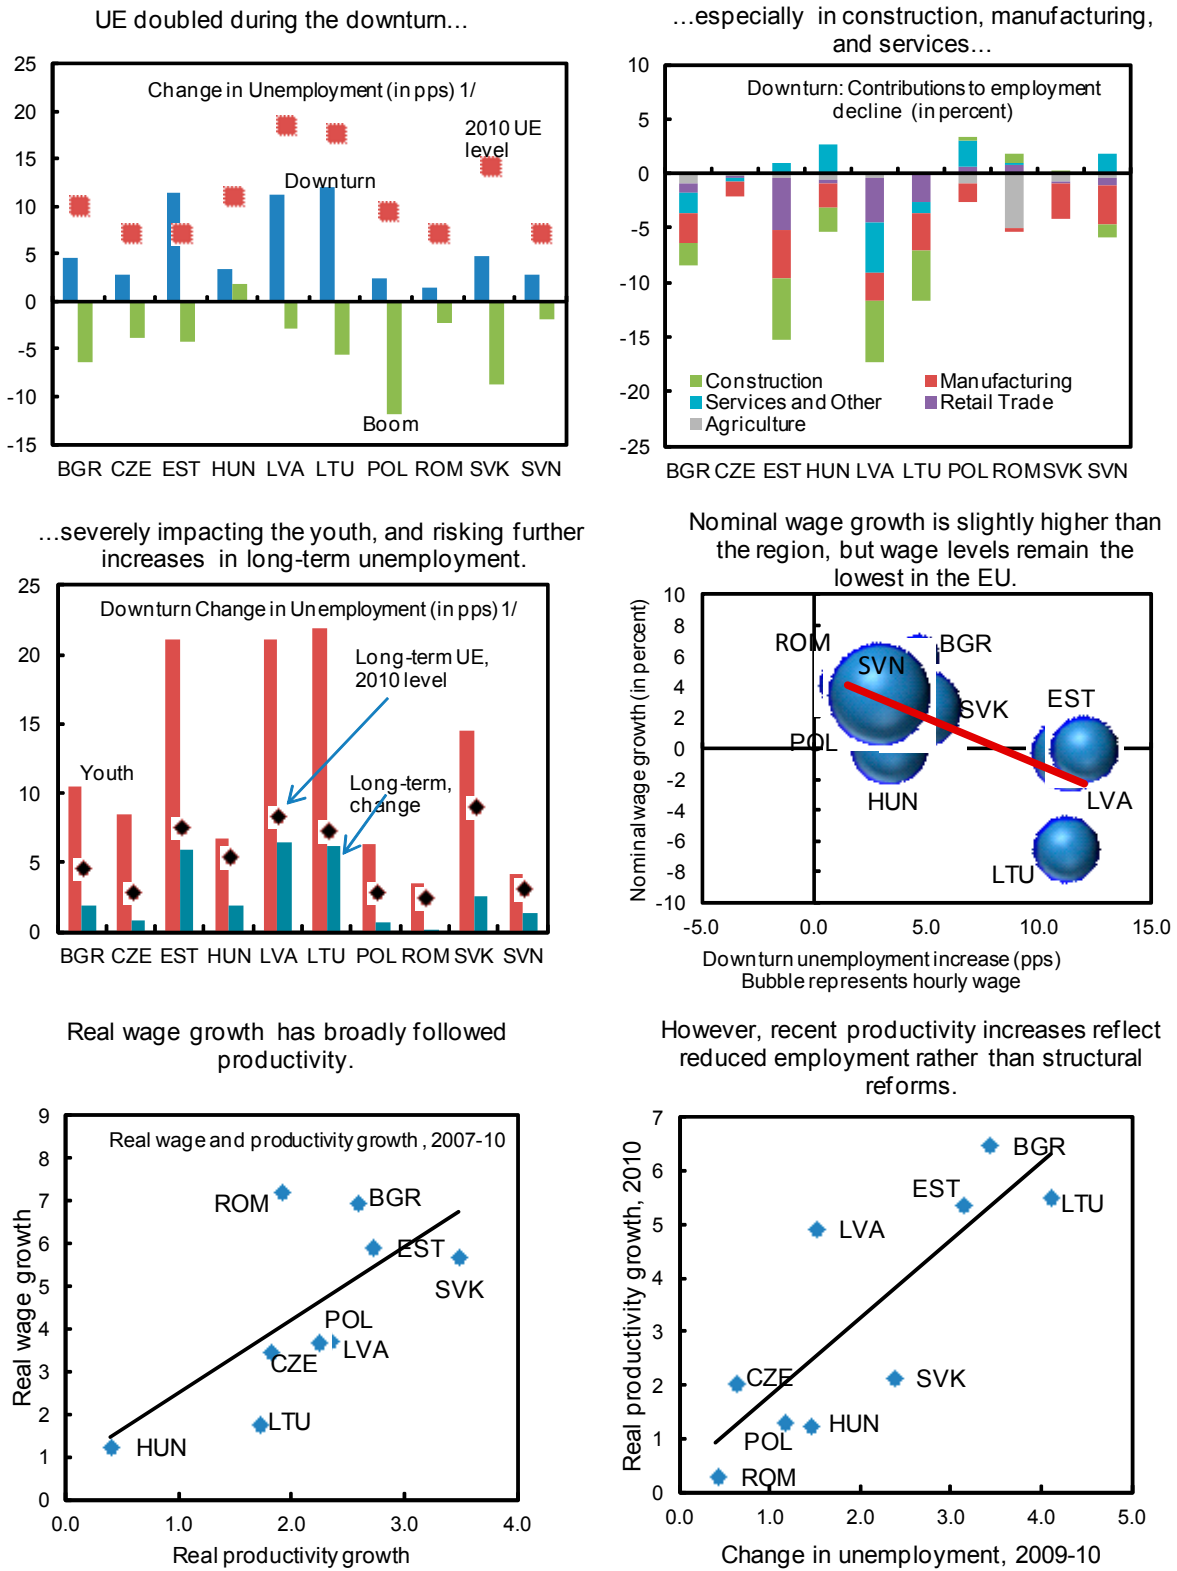 UE doubled during the downturn...
25
20
15
10
5
0
-5
-10
-15
Change in Unemployment (in pps) 1/
2010 UE
level
Downturn
Boom
BGR CZE EST HUN LVA LTU POL ROM SVK SVN
...especially in construction, manufacturing,
and services...
10
5
0
-5
-10
-15
-20
-25
Downturn: Contributions to employment
decline (in percent)
Construction
Manufacturing
Services and Other
Retail Trade
Agriculture
BGR CZE EST HUN LVA LTU POL ROM SVK SVN
...severely impacting the youth, and risking further
increases in long-term unemployment.
25
20
15
10
5
0
Downturn Change in Unemployment (in pps) 1/
Long-term UE,
2010 level
Youth
Long-term,
change
BGR CZE EST HUN LVA LTU POL ROM SVK SVN
Nominal wage growth is slightly higher than
the region, but wage levels remain the
lowest in the EU.
Nominal wage growth (in percent)
10
8
6
4
2
0
-2
-4
-6
-8
-10
ROM
BGR
SVN
SVK
EST
POL
HUN
LVA
LTU
-5.0 0.0 5.0 10.0 15.0
Downturn unemployment increase (pps)
Bubble represents hourly wage
Real wage growth has broadly followed
productivity.
Real wage growth
9
8
7
6
5
4
3
2
1
0
Real wage and productivity growth, 2007-10
ROM
BGR
EST
SVK
POL
LVA
CZE
LTU
HUN
0.0 1.0 2.0 3.0 4.0
Real productivity growth
However, recent productivity increases reflect
reduced employment rather than structural
reforms.
Real productivity growth, 2010
7
6
5
4
3
2
1
0
BGR
EST
LTU
LVA
CZE
SVK
HUN
POL
ROM
0.0 1.0 2.0 3.0 4.0 5.0
Change in unemployment, 2009-10